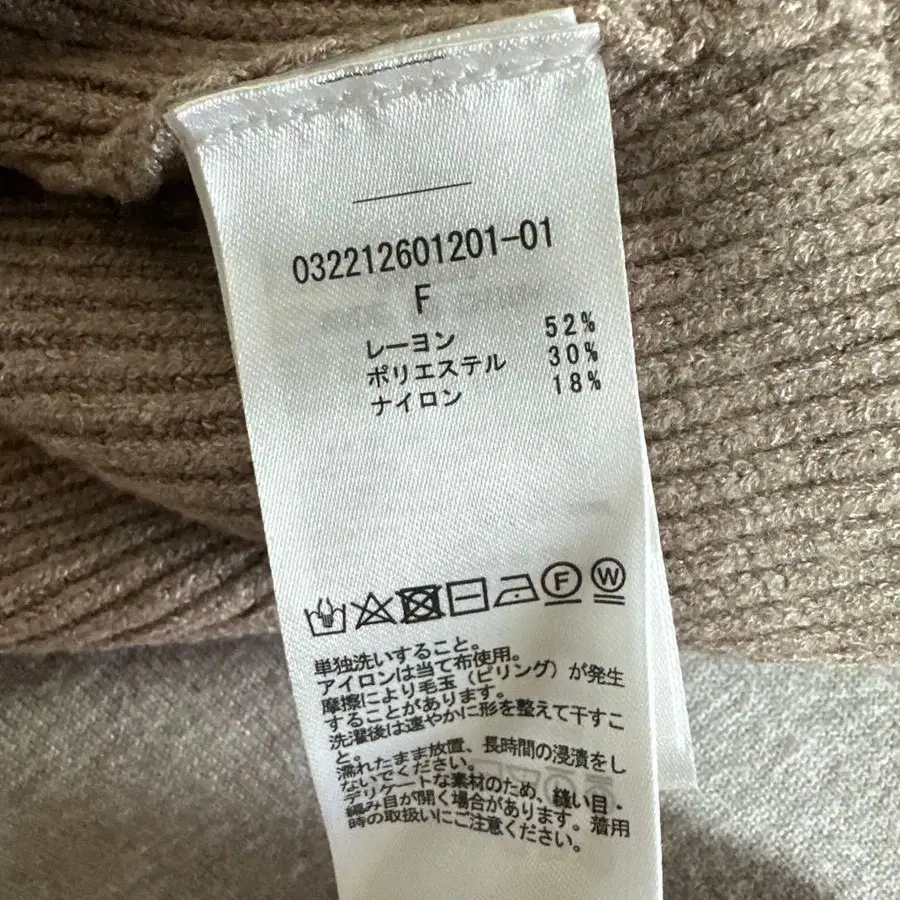 032212601201-01
F
レーヨン 52%
ポリエステル 30%
ナイロン 18%
F W
単独洗いすること。
アイロンは当て布使用。
摩擦により毛玉（ピリング）が発生
することがあります。
洗濯後は速やかに形を整えて干すこ
と。
濡れたまま放置、長時間の浸漬をし
ないでください。
デリケートな素材のため、縫い目・
編み目が開く場合があります。着用
時の取扱いにご注意ください。